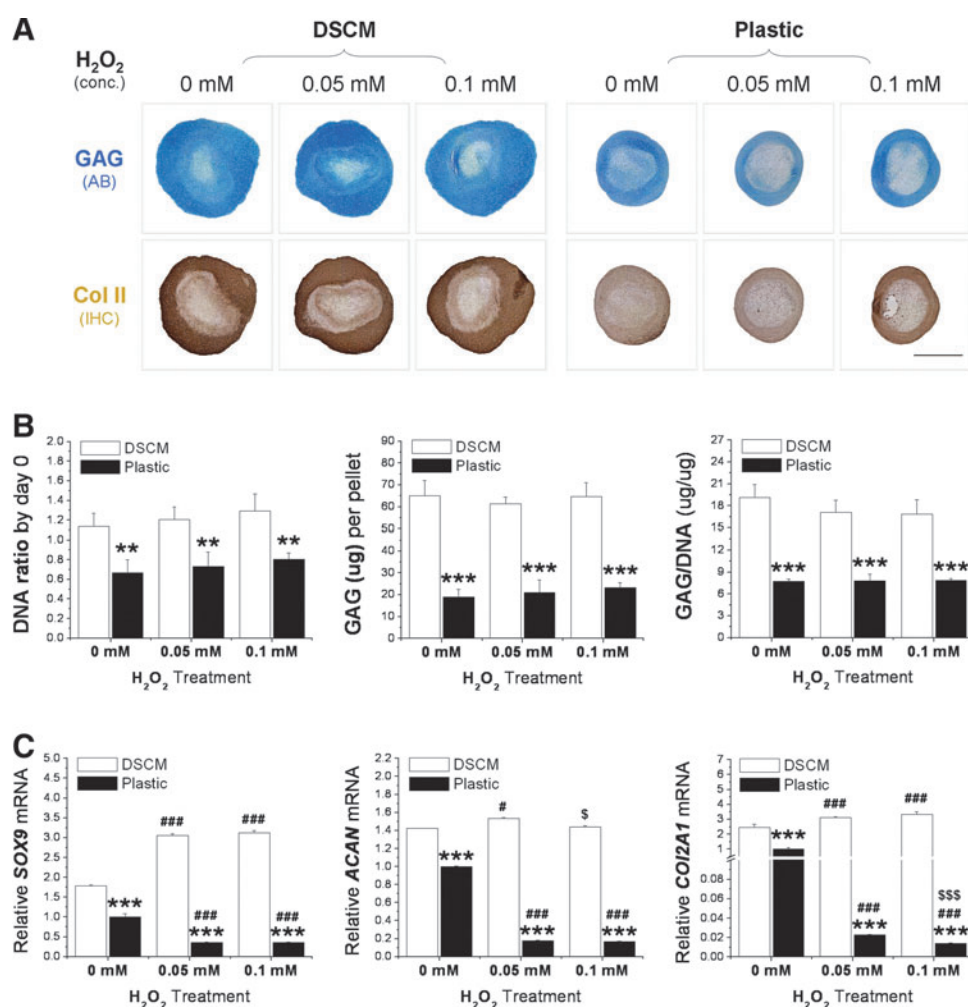 A
DSCM
Plastic
H₂O₂
(conc.)
0 mM
0.05 mM
0.1 mM
0 mM
0.05 mM
0.1 mM
GAG
(AB)
Col II
(IHC)
B
DNA ratio by day 0
2.0
1.8
1.6
1.4
1.2
1.0
0.8
0.6
0.4
0.2
0.0
DSCM
Plastic
**
**
**
0 mM 0.05 mM 0.1 mM
H₂O₂ Treatment
GAG (ug) per pellet
90
80
70
60
50
40
30
20
10
0
DSCM
Plastic
***
***
***
0 mM 0.05 mM 0.1 mM
H₂O₂ Treatment
GAG/DNA (ug/ug)
27
24
21
18
15
12
9
6
3
0
DSCM
Plastic
***
***
***
0 mM 0.05 mM 0.1 mM
H₂O₂ Treatment
C
Relative SOX9 mRNA
5.0
4.5
4.0
3.5
3.0
2.5
2.0
1.5
1.0
0.5
0.0
DSCM
Plastic
***
###
###
***
###
###
***
0 mM 0.05 mM 0.1 mM
H₂O₂ Treatment
Relative ACAN mRNA
2.2
2.0
1.8
1.6
1.4
1.2
1.0
0.8
0.6
0.4
0.2
0.0
DSCM
Plastic
***
#
###
***
$
###
***
0 mM 0.05 mM 0.1 mM
H₂O₂ Treatment
Relative COl2A1 mRNA
7
6
5
4
3
2
1
0.08
0.06
0.04
0.02
0.00
DSCM
Plastic
***
###
###
***
###
$$$
###
***
0 mM 0.05 mM 0.1 mM
H₂O₂ Treatment